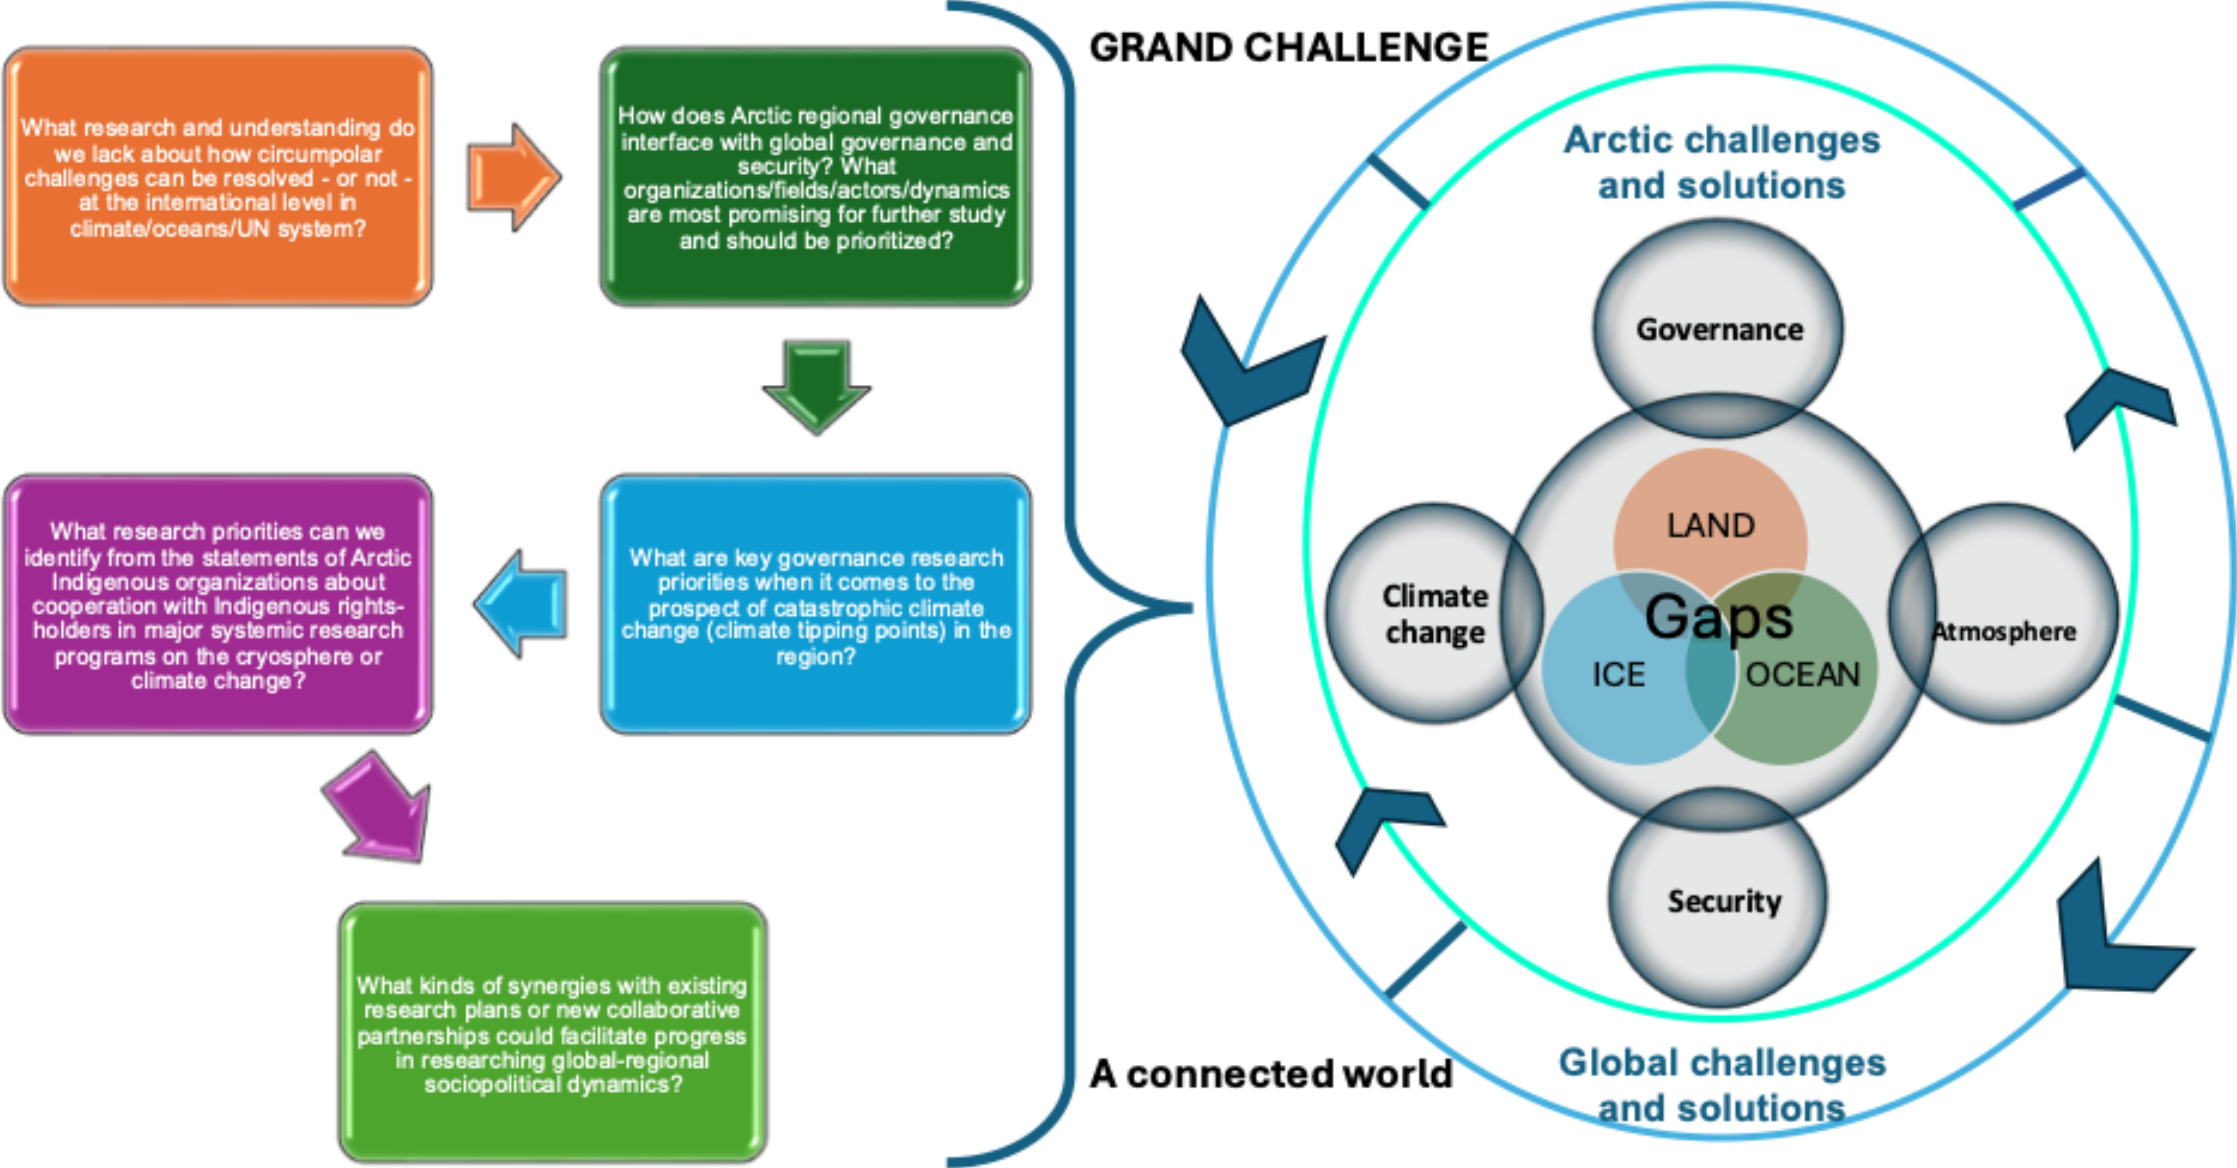 What research and understanding do
we lack about how circumpolar
challenges can be resolved - or not -
at the international level in
climate/oceans/UN system?
How does Arctic regional governance
interface with global governance and
security? What
organizations/fields/actors/dynamics
are most promising for further study
and should be prioritized?
What are key governance research
priorities when it comes to the
prospect of catastrophic climate
change (climate tipping points) in the
region?
What research priorities can we
identify from the statements of Arctic
Indigenous organizations about
cooperation with Indigenous rights-
holders in major systemic research
programs on the cryosphere or
climate change?
What kinds of synergies with existing
research plans or new collaborative
partnerships could facilitate progress
in researching global-regional
sociopolitical dynamics?
GRAND CHALLENGE
Arctic challenges
and solutions
Governance
LAND
Climate
change
Gaps
Atmosphere
ICE
OCEAN
Security
A connected world
Global challenges
and solutions